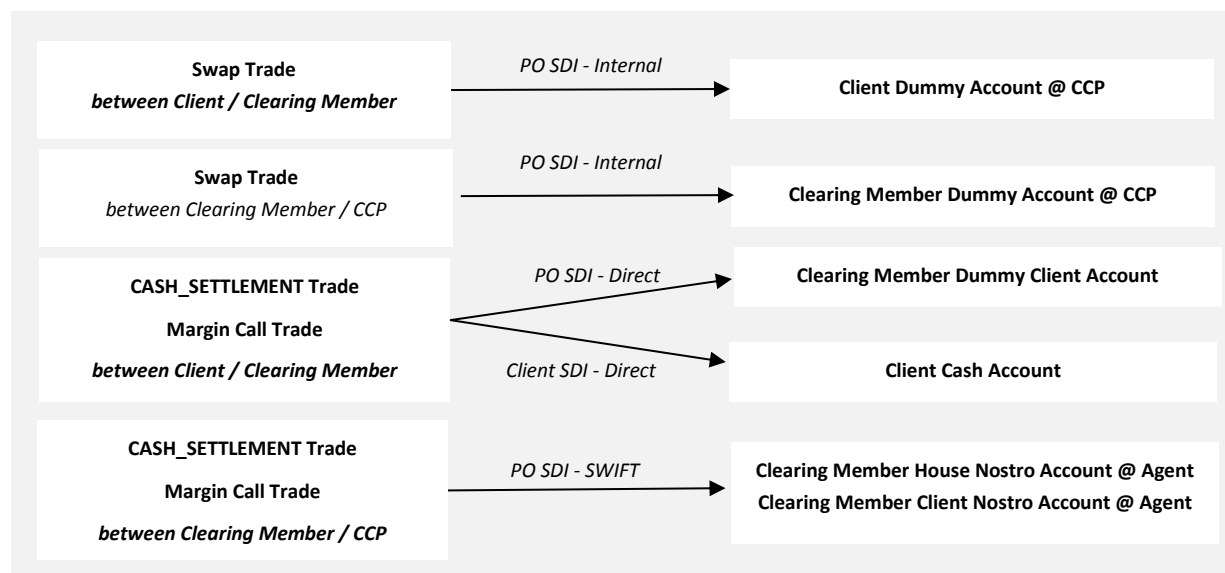 Swap Trade
between Client / Clearing Member
PO SDI - Internal
Client Dummy Account @ CCP
Swap Trade
between Clearing Member / CCP
PO SDI - Internal
Clearing Member Dummy Account @ CCP
CASH_SETTLEMENT Trade
Margin Call Trade
between Client / Clearing Member
PO SDI - Direct
Clearing Member Dummy Client Account
Client SDI - Direct
Client Cash Account
CASH_SETTLEMENT Trade
Margin Call Trade
between Clearing Member / CCP
PO SDI - SWIFT
Clearing Member House Nostro Account @ Agent
Clearing Member Client Nostro Account @ Agent